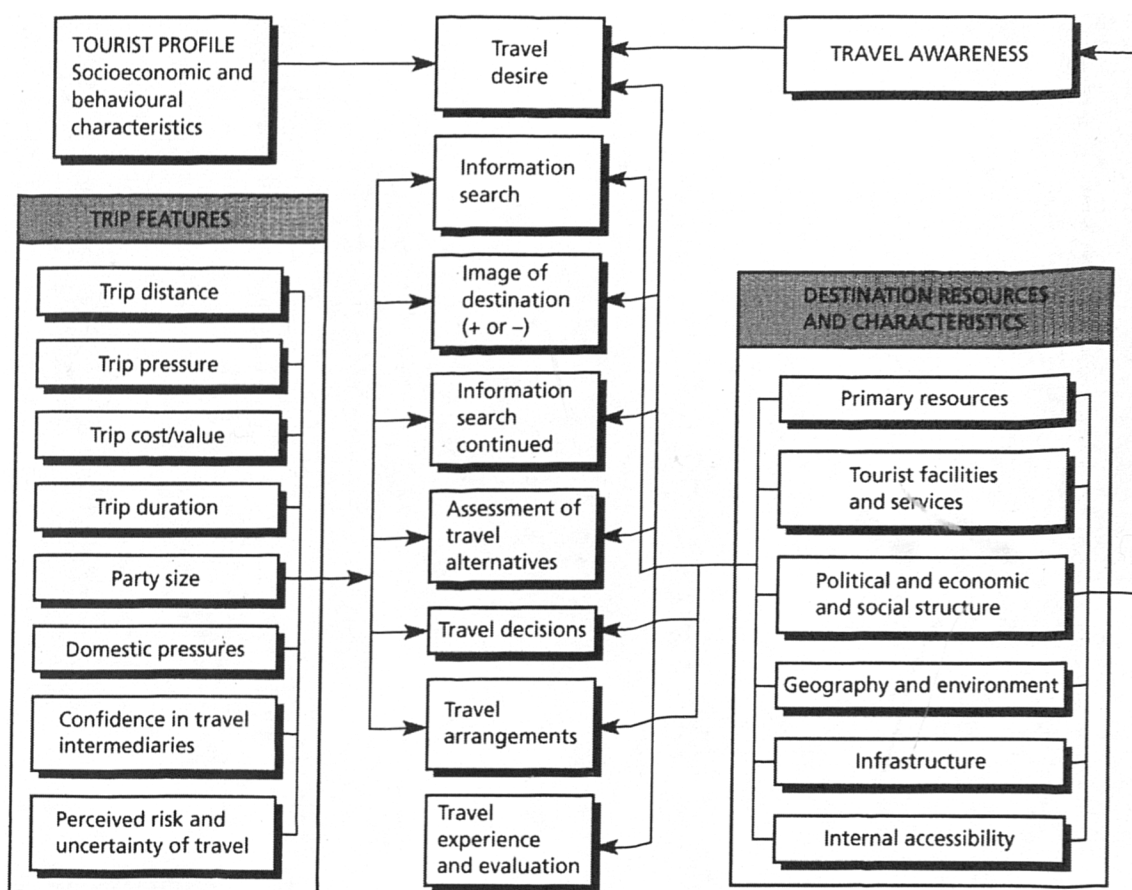 TOURIST PROFILE
Socioeconomic and
behavioural
characteristics
Travel
desire
TRAVEL AWARENESS
TRIP FEATURES
Trip distance
Trip pressure
Trip cost/value
Trip duration
Party size
Domestic pressures
Confidence in travel
intermediaries
Perceived risk and
uncertainty of travel
Information
search
Image of
destination
(+ or –)
Information
search
continued
Assessment of
travel
alternatives
Travel decisions
Travel
arrangements
Travel
experience
and evaluation
DESTINATION RESOURCES
AND CHARACTERISTICS
Primary resources
Tourist facilities
and services
Political and economic
and social structure
Geography and environment
Infrastructure
Internal accessibility